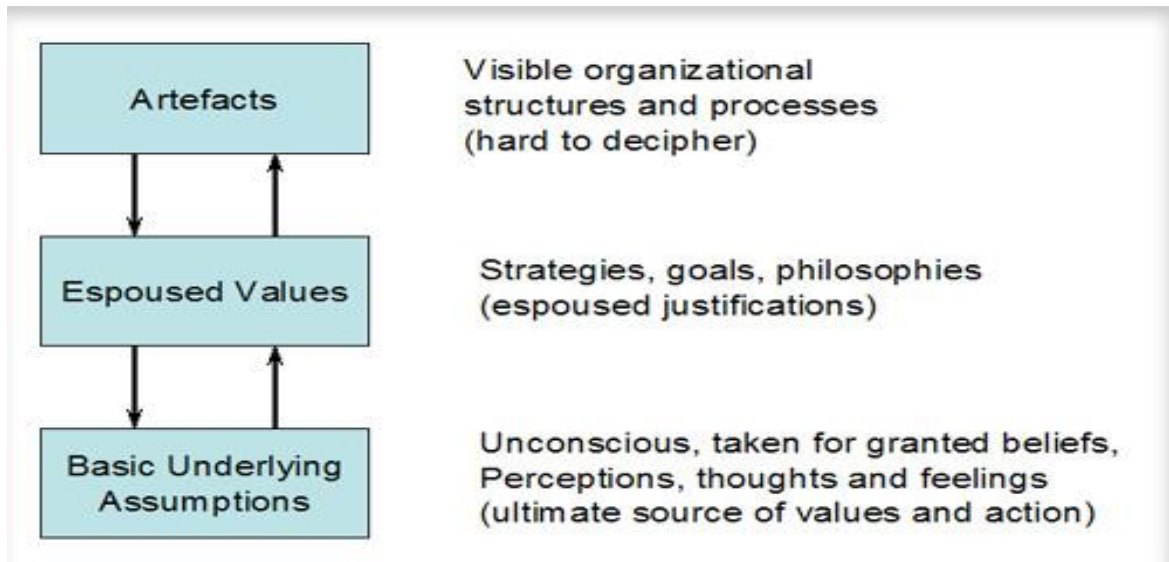 Artefacts
Visible organizational
structures and processes
(hard to decipher)
Espoused Values
Strategies, goals, philosophies
(espoused justifications)
Basic Underlying
Assumptions
Unconscious, taken for granted beliefs,
Perceptions, thoughts and feelings
(ultimate source of values and action)